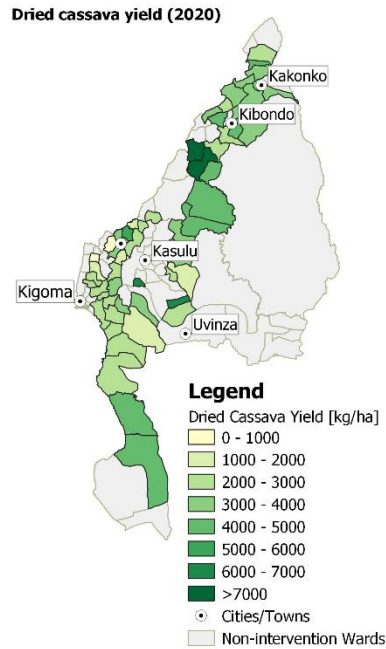 Dried cassava yield (2020)
Kakonko
Kibondo
Kasulu
Kigoma
Uvinza
Legend
Dried Cassava Yield [kg/ha]
0 - 1000
1000 - 2000
2000 - 3000
3000 - 4000
4000 - 5000
5000 - 6000
6000 - 7000
>7000
Cities/Towns
Non-intervention Wards